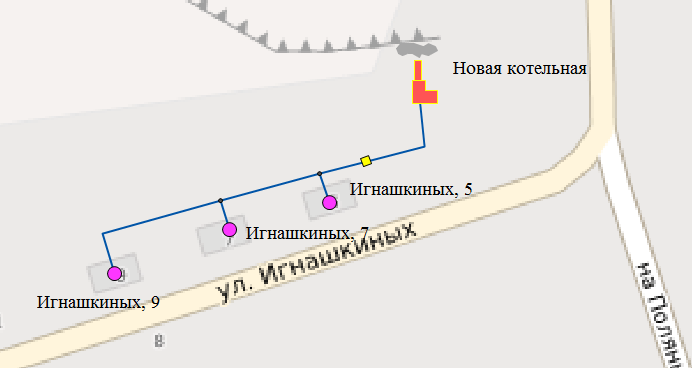 Новая котельная
Игнашкиных, 5
Игнашкиных, 7
ул. Игнашкиных
на Полян
Игнашкиных, 9
8